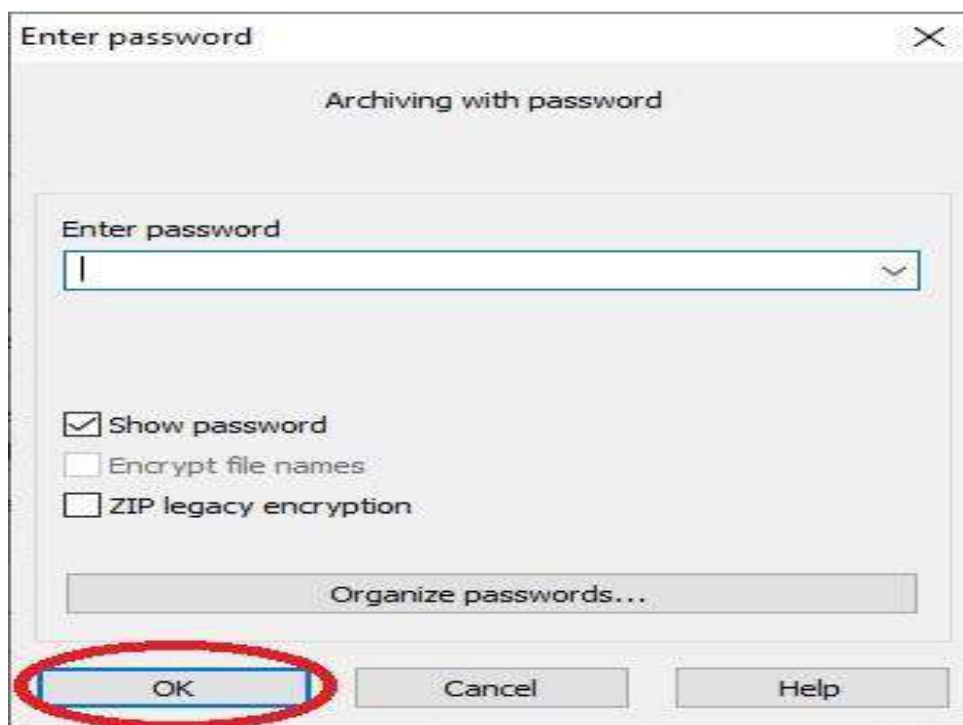 Enter password
Archiving with password
Enter password
Show password
Encrypt file names
ZIP legacy encryption
Organize passwords...
OK Cancel Help